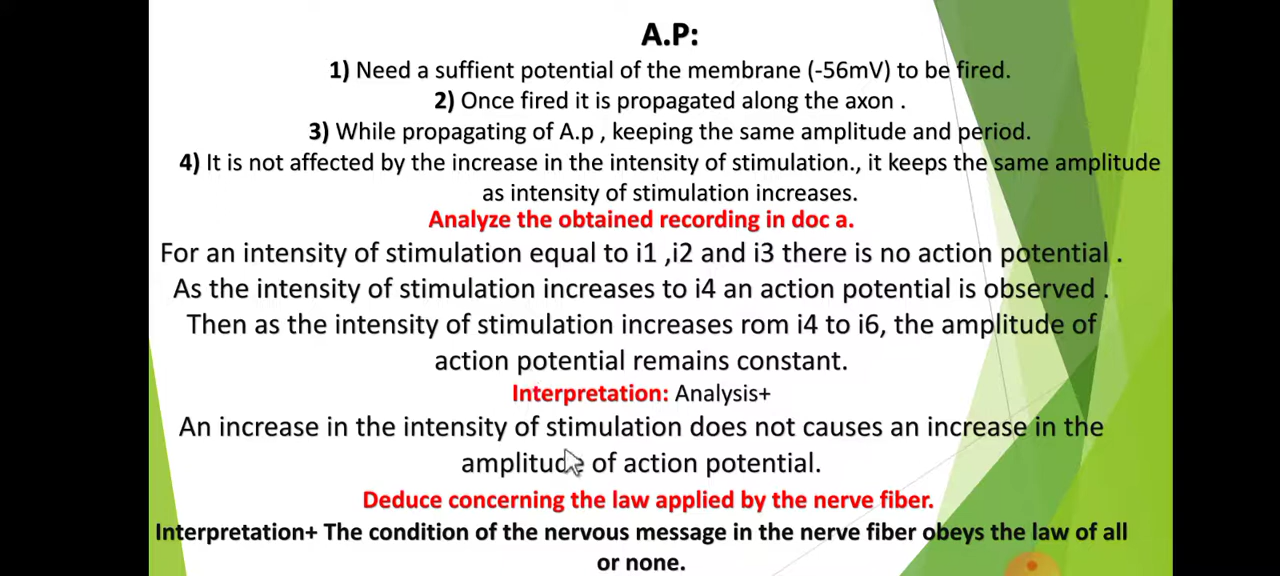 A.P:
1) Need a suffient potential of the membrane (-56mV) to be fired.
2) Once fired it is propagated along the axon .
3) While propagating of A.p , keeping the same amplitude and period.
4) It is not affected by the increase in the intensity of stimulation., it keeps the same amplitude
as intensity of stimulation increases.
Analyze the obtained recording in doc a.
For an intensity of stimulation equal to i1 ,i2 and i3 there is no action potential .
As the intensity of stimulation increases to i4 an action potential is observed .
Then as the intensity of stimulation increases rom i4 to i6, the amplitude of
action potential remains constant.
Interpretation: Analysis+
An increase in the intensity of stimulation does not causes an increase in the
amplitude of action potential.
Deduce concerning the law applied by the nerve fiber.
Interpretation+ The condition of the nervous message in the nerve fiber obeys the law of all
or none.